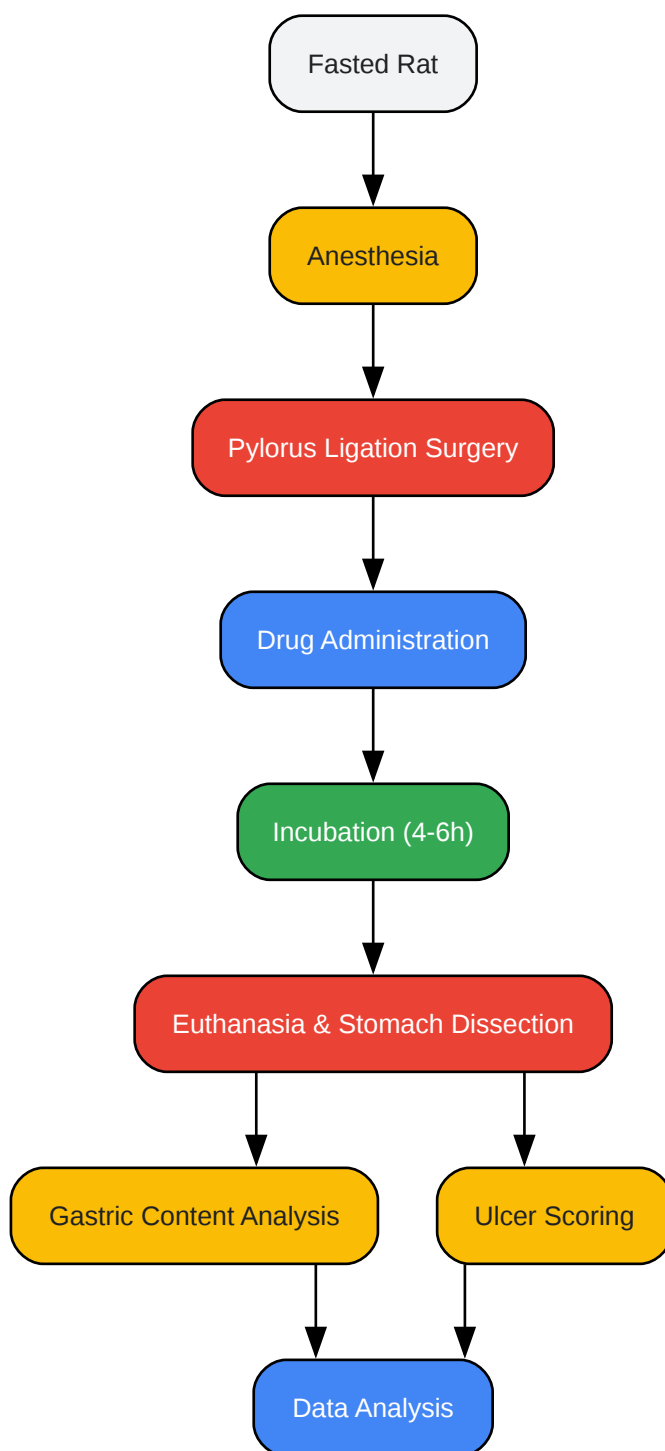 Fasted Rat
Anesthesia
Pylorus Ligation Surgery
Drug Administration
Incubation (4-6h)
Euthanasia & Stomach Dissection
Gastric Content Analysis
Ulcer Scoring
Data Analysis